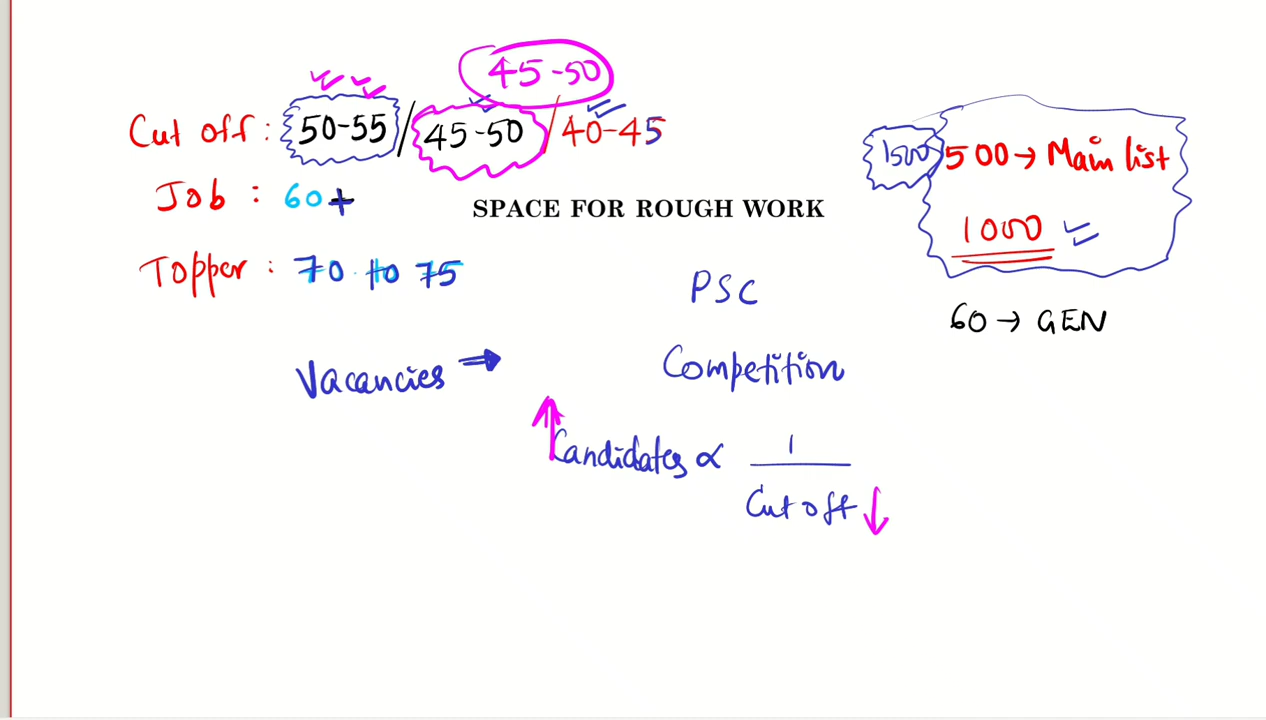 45-50
Cut off: 50-55 / 45-50 / 40-45
1500 500 → Main list
Job : 60+
SPACE FOR ROUGH WORK
1000
Topper : 70 to 75
PSC
60 → GEN
Vacancies ⇒
Competition
↑ Candidates ∝ 1
Cut off ↓